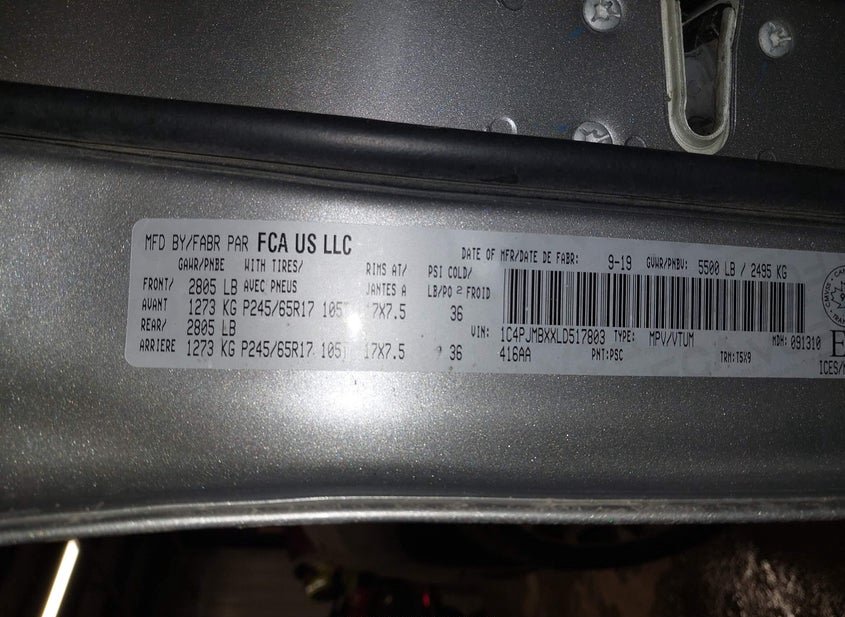 MFD BY/FABR PAR FCA US LLC
DATE OF MFR/DATE DE FABR: 9-19 GVWR/PNBV: 5500 LB / 2495 KG
GAWR/PNBE WITH TIRES/ RIMS AT/ PSI COLD/
FRONT/ 2805 LB AVEC PNEUS JANTES A LB/PO2 FROID
AVANT 1273 KG P245/65R17 105T 17X7.5 36
REAR/ 2805 LB
ARRIERE 1273 KG P245/65R17 105T 17X7.5 36
VIN: 1C4PJMBXXLD517803 TYPE: MPV/VTUM MDH: 091310
416AA PNT:PSC TRM:TSX9